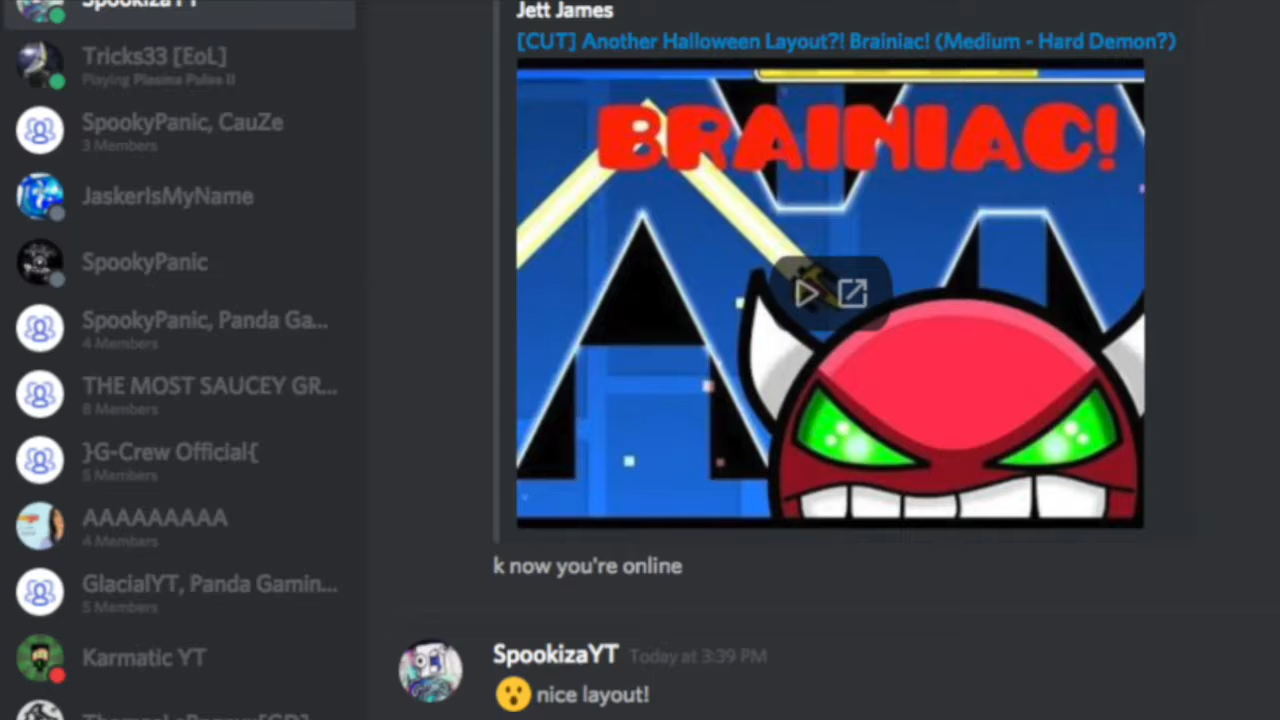 SpookizaYT
Tricks33 [EoL]
Playing Plasma Pulse II
SpookyPanic, CauZe
3 Members
JaskerIsMyName
SpookyPanic
SpookyPanic, Panda Ga...
4 Members
THE MOST SAUCEY GR...
8 Members
}G-Crew Official{
5 Members
AAAAAAAAA
4 Members
GlacialYT, Panda Gamin...
5 Members
Karmatic YT
Jett James
[CUT] Another Halloween Layout?! Brainiac! (Medium - Hard Demon?)
BRAINIAC!
k now you're online
SpookizaYT Today at 3:39 PM
😮 nice layout!